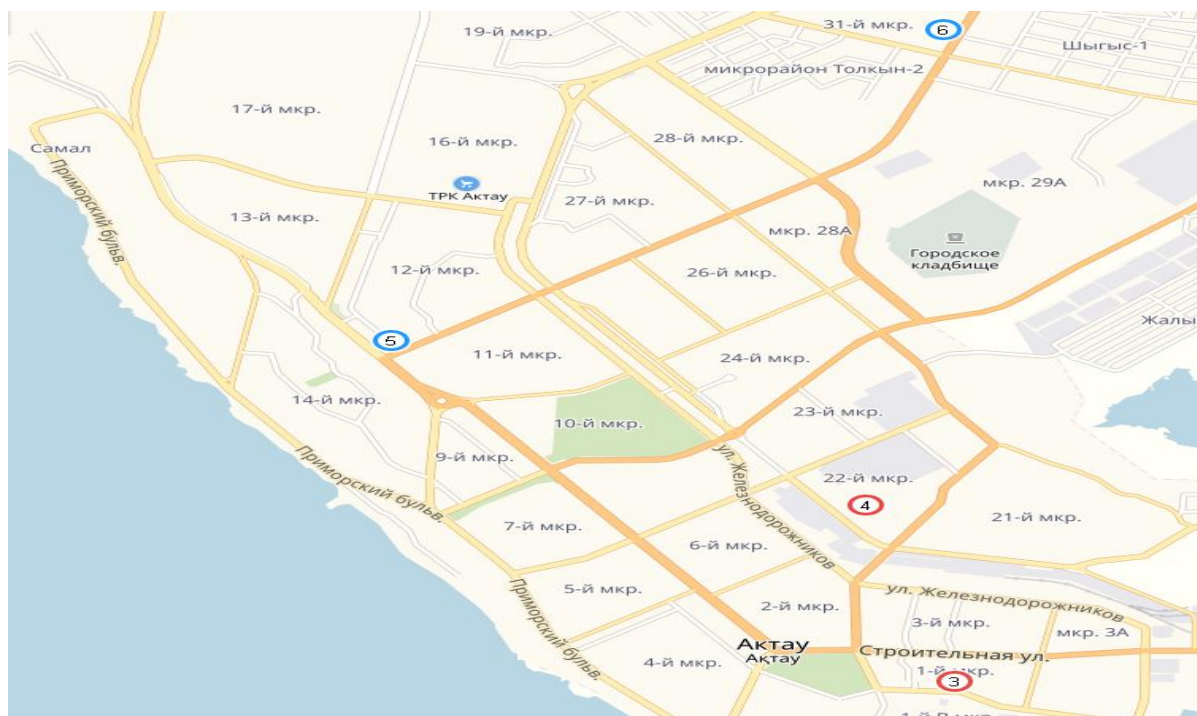 19-й мкр.
31-й мкр.
6
Шыгыс-1
микрорайон Толкын-2
17-й мкр.
16-й мкр.
28-й мкр.
Самал
ТРК Актау
мкр. 29А
27-й мкр.
13-й мкр.
Приморский бульв.
мкр. 28А
Городское
кладбище
12-й мкр.
26-й мкр.
Жалы
5
11-й мкр.
24-й мкр.
14-й мкр.
10-й мкр.
23-й мкр.
9-й мкр.
Приморский бульв.
ул. Железнодорожников
22-й мкр.
4
21-й мкр.
7-й мкр.
6-й мкр.
5-й мкр.
Приморский бульв.
2-й мкр.
ул. Железнодорожников
3-й мкр.
мкр. 3А
Актау
Ақтау
Строительная ул.
4-й мкр.
1-й мкр.
3
1-й В мкр.